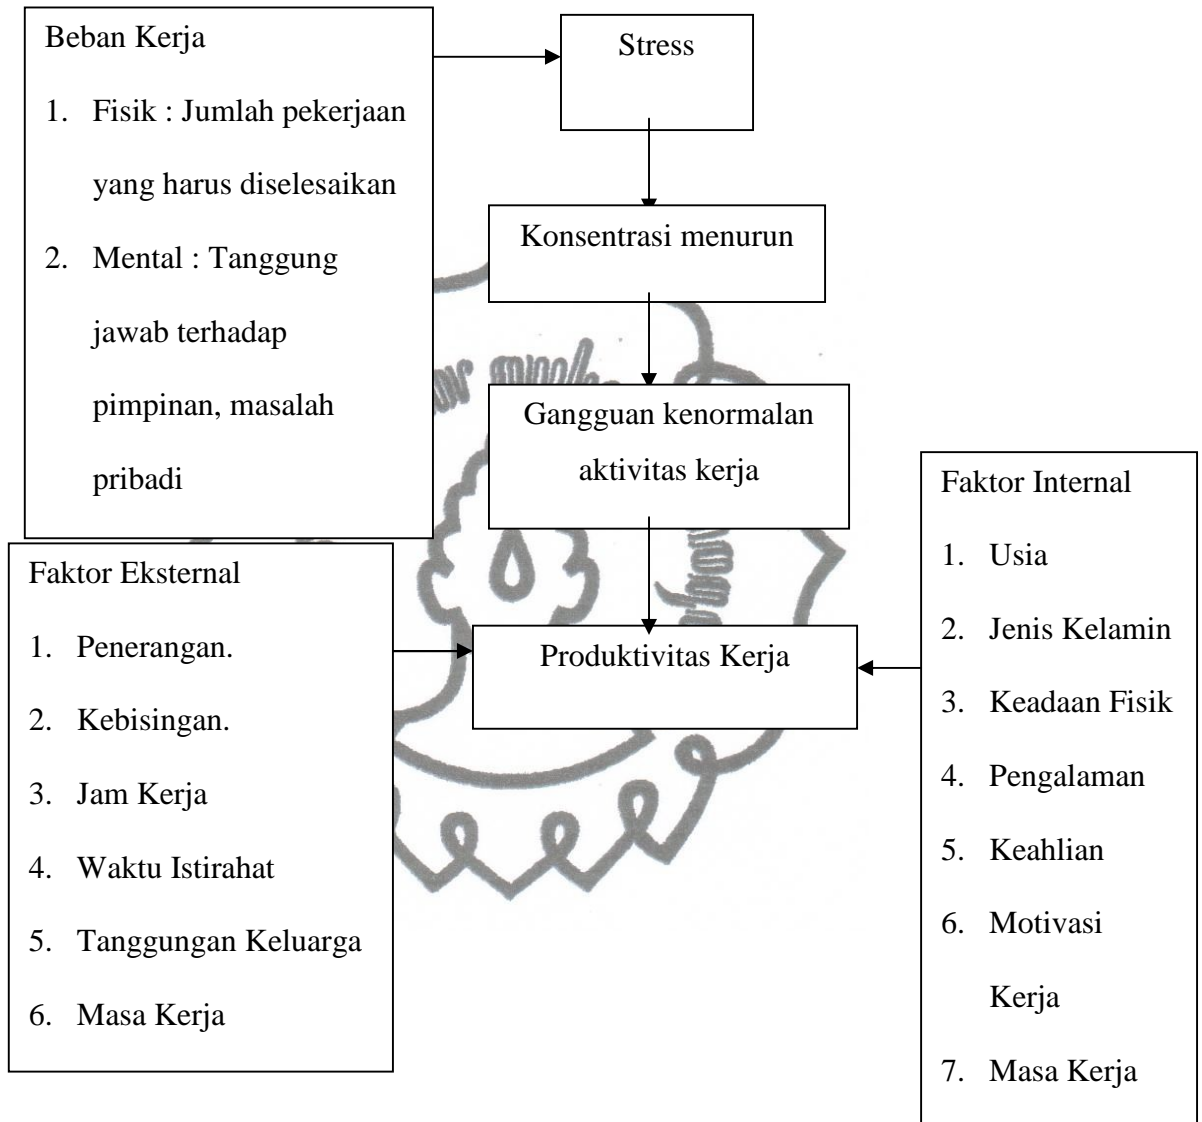 Beban Kerja
1. Fisik : Jumlah pekerjaan
yang harus diselesaikan
2. Mental : Tanggung
jawab terhadap
pimpinan, masalah
pribadi
Stress
Konsentrasi menurun
Gangguan kenormalan
aktivitas kerja
Faktor Eksternal
1. Penerangan.
2. Kebisingan.
3. Jam Kerja
4. Waktu Istirahat
5. Tanggungan Keluarga
6. Masa Kerja
Produktivitas Kerja
Faktor Internal
1. Usia
2. Jenis Kelamin
3. Keadaan Fisik
4. Pengalaman
5. Keahlian
6. Motivasi
Kerja
7. Masa Kerja